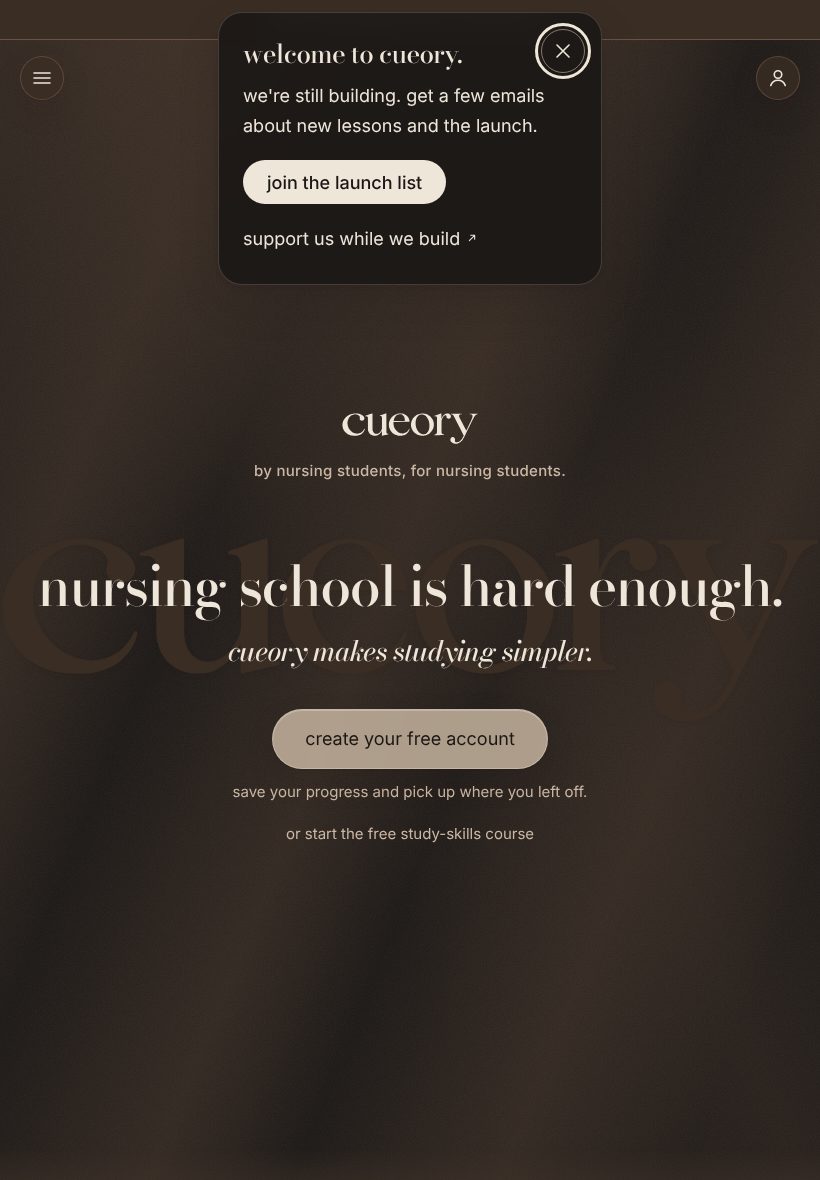 welcome to cueory.
we're still building. get a few emails
about new lessons and the launch.
join the launch list
support us while we build ↗
cueory
by nursing students, for nursing students.
cueory
nursing school is hard enough.
cueory makes studying simpler.
create your free account
save your progress and pick up where you left off.
or start the free study-skills course